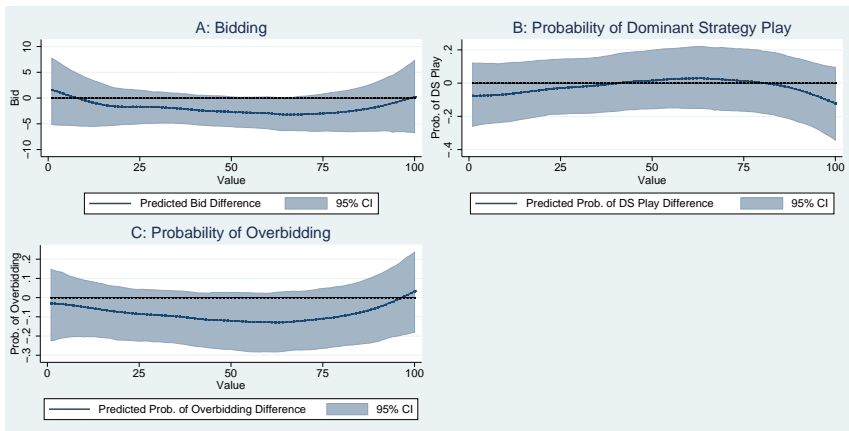 A: Bidding
Bid
10
5
0
-5
-10
0 25 50 75 100
Value
Predicted Bid Difference 95% CI
B: Probability of Dominant Strategy Play
Prob. of DS Play
.2
0
-.2
-.4
0 25 50 75 100
Value
Predicted Prob. of DS Play Difference 95% CI
C: Probability of Overbidding
Prob. of Overbidding
.2
.1
0
-.1
-.2
-.3
0 25 50 75 100
Value
Predicted Prob. of Overbidding Difference 95% CI